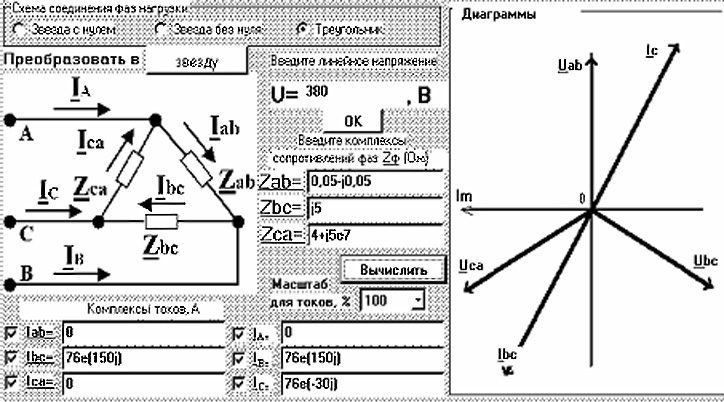 Схема соединения фаз нагрузки
Звезда с нулем
Звезда без нуля
Треугольник
Преобразовать в
звезду
Введите линейное напряжение
U= 380 , В
OK
Введите комплексы
сопротивлений фаз Zф (Ом)
Zab= 0,05-j0,05
Zbc= j5
Zca= 4+j5c7
Вычислить
Масштаб
для токов, % 100
IA
A
Ica
Iab
Zca
Zab
IC
Ibc
C
Zbc
IB
B
Комплексы токов, А
Iab= 0
IA= 0
Ibc= 76e(150j)
IB= 76e(150j)
Ica= 0
IC= 76e(-30j)
Диаграммы
Uab
Ic
Im
0
Uca
Ubc
Ibc